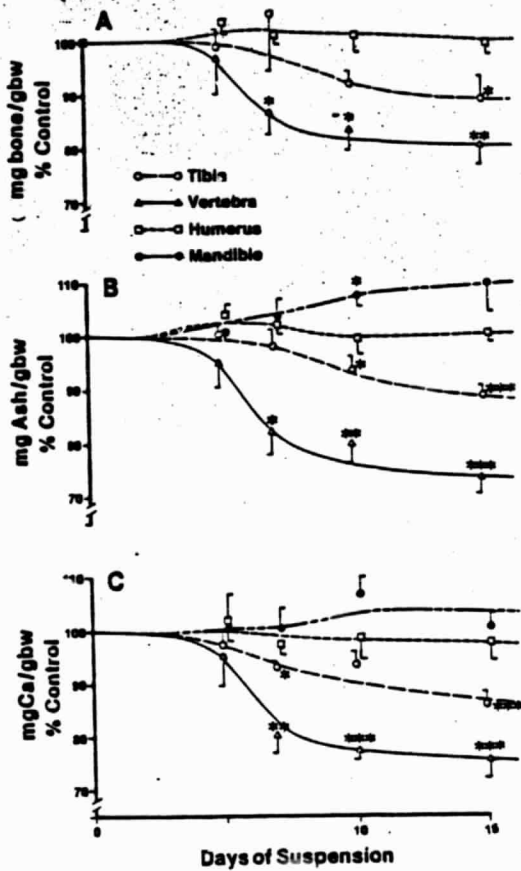 A
mg bone/gbw
% Control
100
90
80
70
Tibia
Vertebra
Humerus
Mandible
*
*
*
**
B
mg Ash/gbw
% Control
110
100
90
80
70
*
*
*
***
*
**
***
C
mgCa/gbw
% Control
110
100
90
80
70
*
***
**
***
***
0
10
15
Days of Suspension